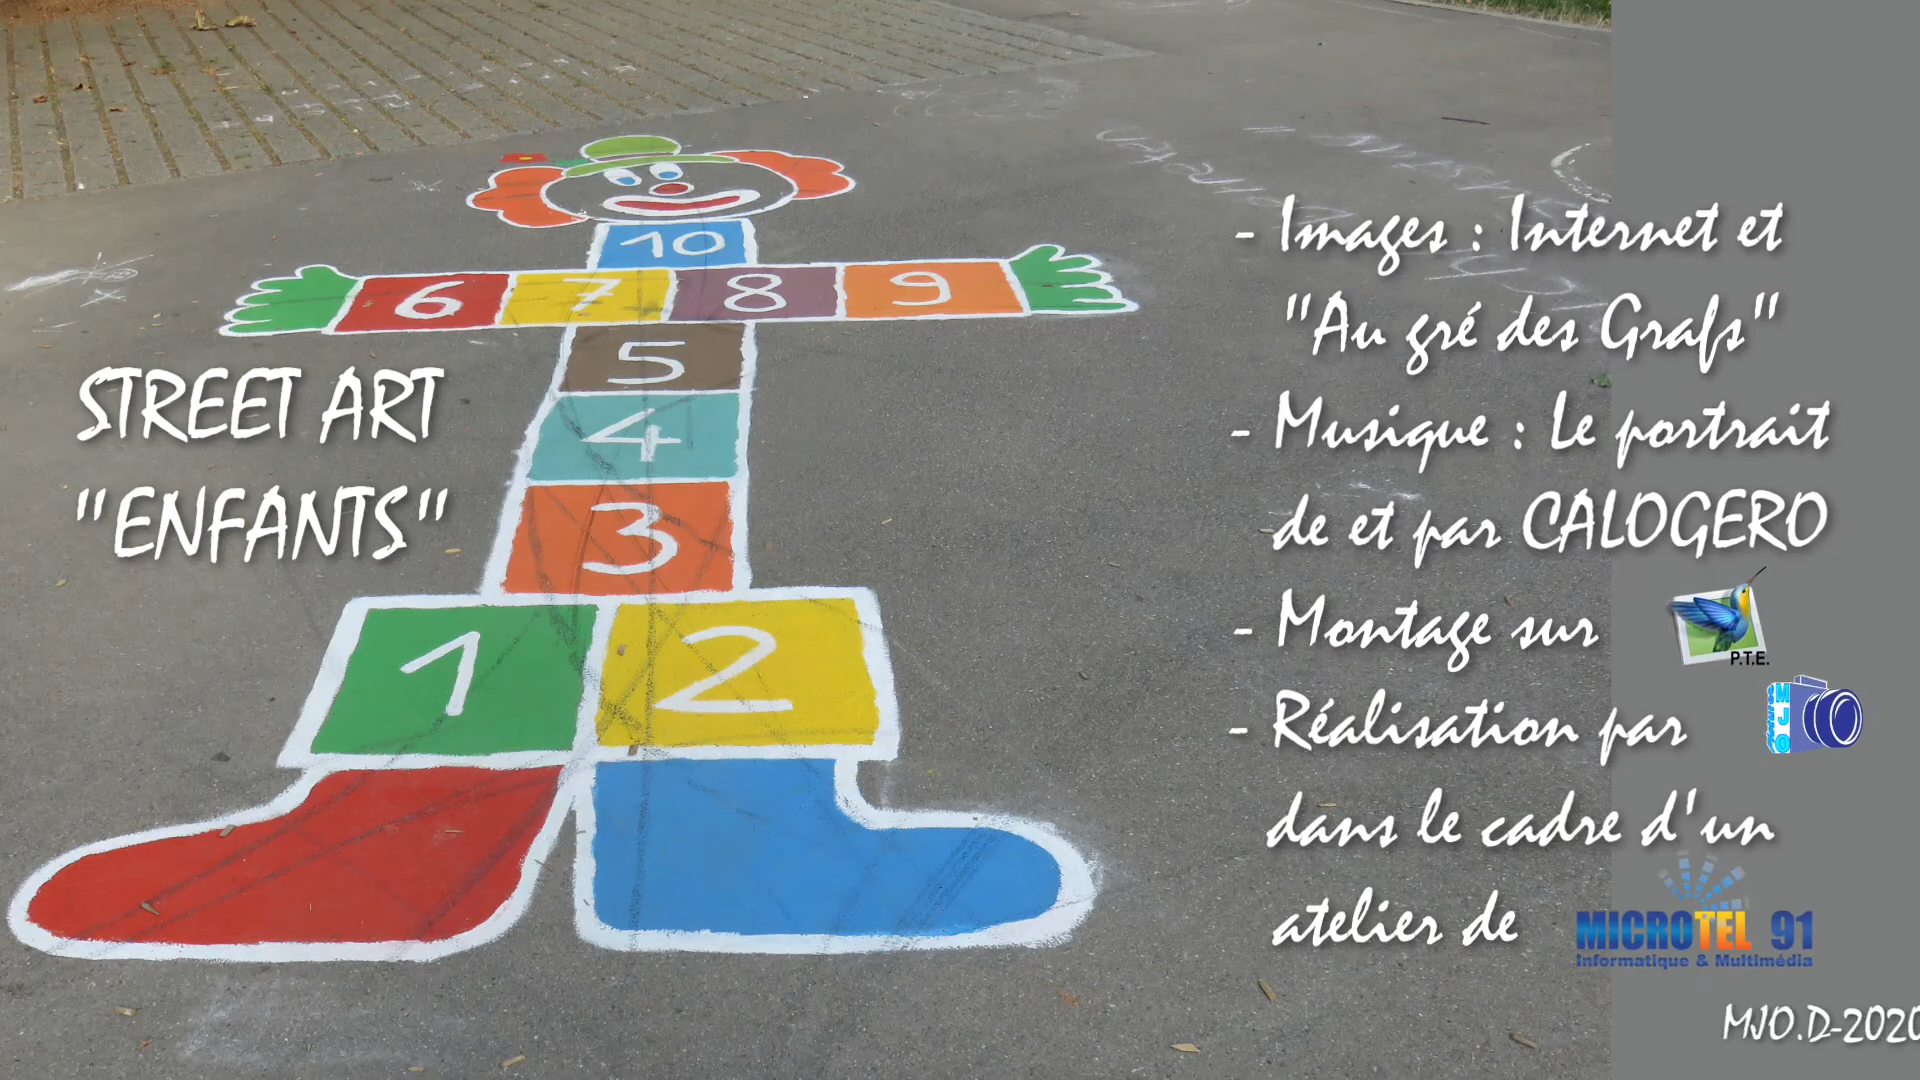 STREET ART
"ENFANTS"
10
6 7 8 9
5
4
3
1 2
- Images : Internet et
"Au gré des Grafs"
- Musique : Le portrait
de et par CALOGERO
- Montage sur
P.T.E.
- Réalisation par
MJO
dans le cadre d'un
atelier de
MICROTEL 91
Informatique & Multimédia
MJO.D-2020